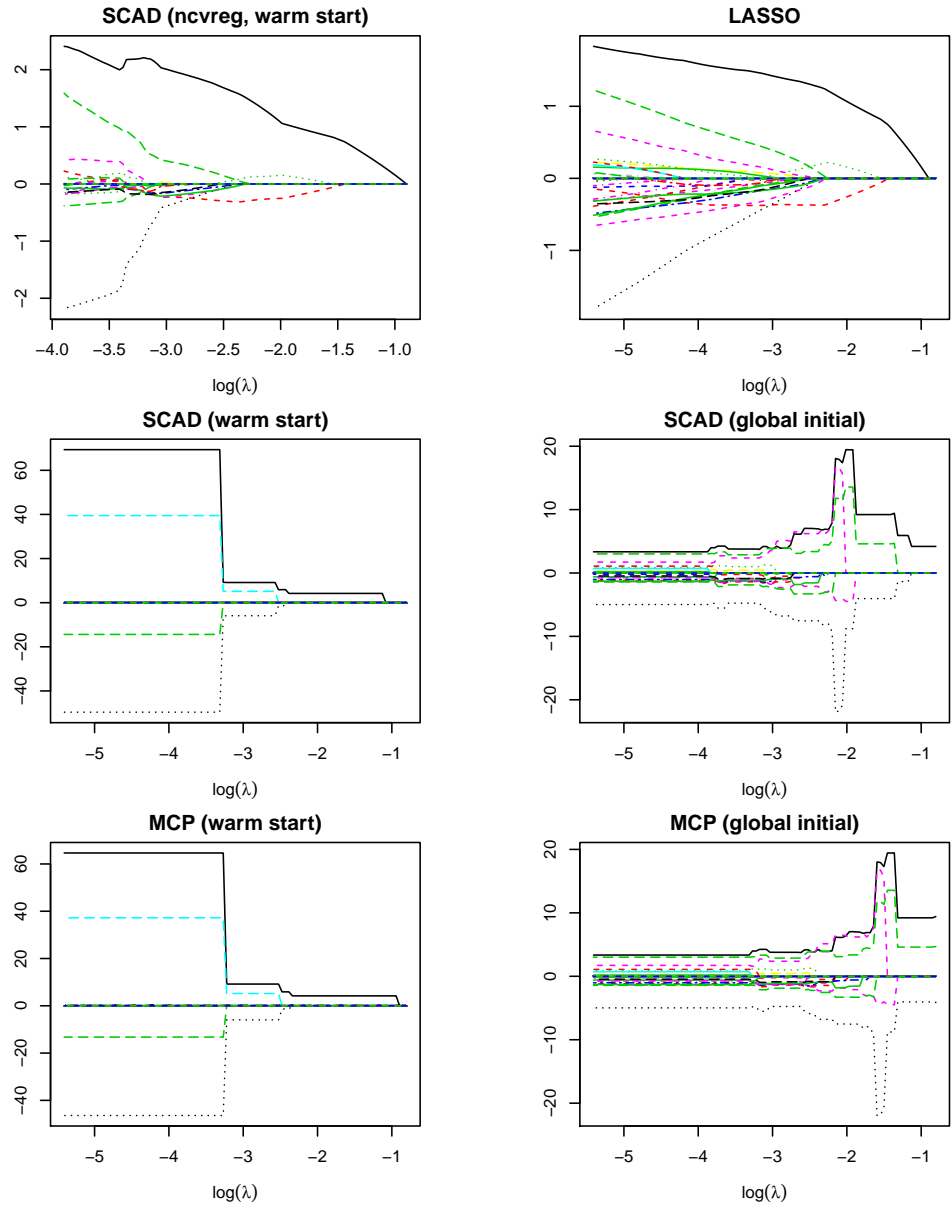 SCAD (ncvreg, warm start)
2
1
0
−1
−2
−4.0 −3.5 −3.0 −2.5 −2.0 −1.5 −1.0
log(λ)
LASSO
1
0
−1
−5 −4 −3 −2 −1
log(λ)
SCAD (warm start)
60
40
20
0
−20
−40
−5 −4 −3 −2 −1
log(λ)
SCAD (global initial)
20
10
0
−10
−20
−5 −4 −3 −2 −1
log(λ)
MCP (warm start)
60
40
20
0
−20
−40
−5 −4 −3 −2 −1
log(λ)
MCP (global initial)
20
10
0
−10
−20
−5 −4 −3 −2 −1
log(λ)